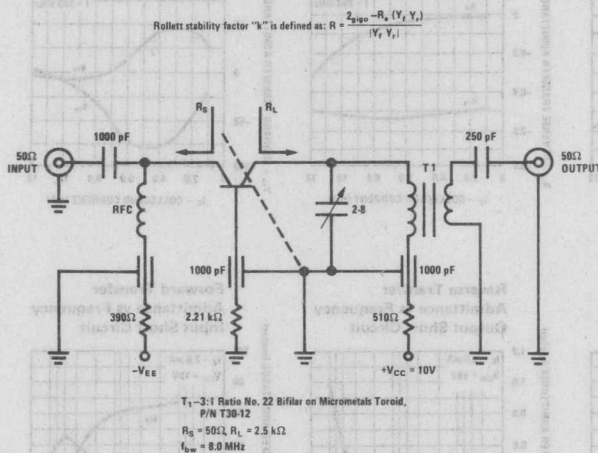 Rollett stability factor "k" is defined as: R = 2gigo −Re (Yf Yr) / |Yf Yr|
RS
RL
1000 pF
250 pF
50Ω
INPUT
T1
50Ω
OUTPUT
RFC
2-8
1000 pF
1000 pF
390Ω
2.21 kΩ
510Ω
−VEE
+VCC = 10V
T1−3:1 Ratio No. 22 Bifilar on Micrometals Toroid,
P/N T30-12
RS = 50Ω, RL = 2.5 kΩ
fbw = 8.0 MHz